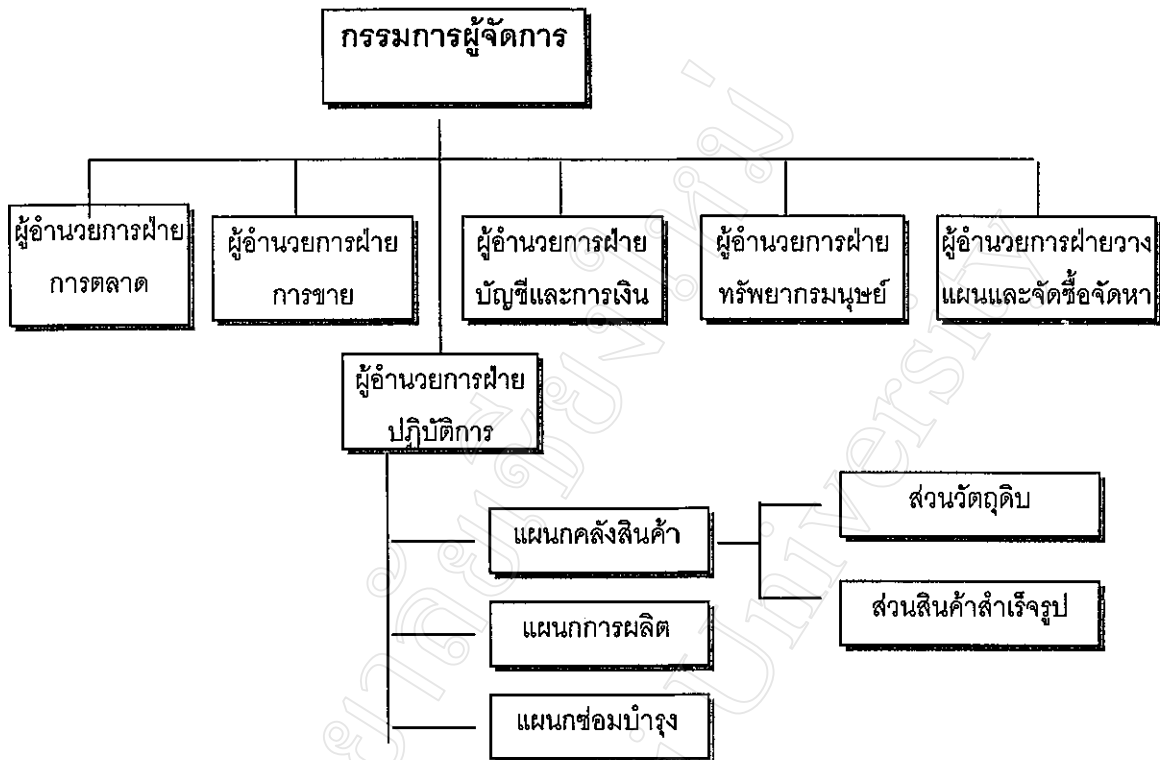 กรรมการผู้จัดการ
ผู้อำนวยการฝ่าย
การตลาด
ผู้อำนวยการฝ่าย
การขาย
ผู้อำนวยการฝ่าย
บัญชีและการเงิน
ผู้อำนวยการฝ่าย
ทรัพยากรมนุษย์
ผู้อำนวยการฝ่ายวาง
แผนและจัดซื้อจัดหา
ผู้อำนวยการฝ่าย
ปฏิบัติการ
แผนกคลังสินค้า
ส่วนวัตถุดิบ
ส่วนสินค้าสำเร็จรูป
แผนกการผลิต
แผนกซ่อมบำรุง
University
University